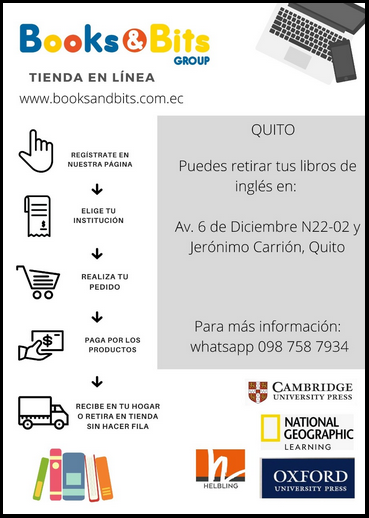 Books&Bits
GROUP
TIENDA EN LÍNEA
www.booksandbits.com.ec
REGÍSTRATE EN
NUESTRA PÁGINA
ELIGE TU
INSTITUCIÓN
REALIZA TU
PEDIDO
PAGA POR LOS
PRODUCTOS
RECIBE EN TU HOGAR
O RETIRA EN TIENDA
SIN HACER FILA
QUITO
Puedes retirar tus libros de
inglés en:
Av. 6 de Diciembre N22-02 y
Jerónimo Carrión, Quito
Para más información:
whatsapp 098 758 7934
CAMBRIDGE
UNIVERSITY PRESS
NATIONAL
GEOGRAPHIC
LEARNING
HELBLING
OXFORD
UNIVERSITY PRESS